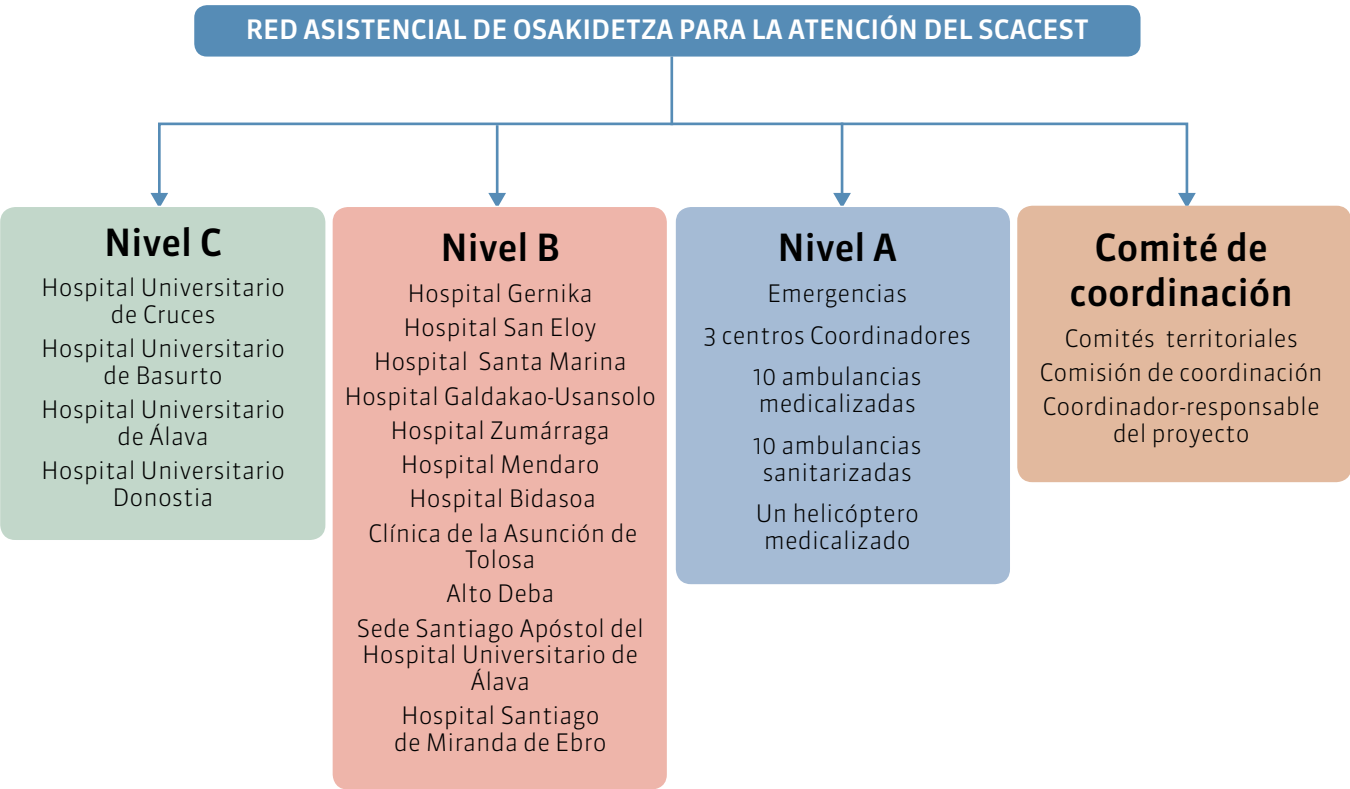 RED ASISTENCIAL DE OSAKIDETZA PARA LA ATENCIÓN DEL SCACEST
Nivel C
Hospital Universitario
de Cruces
Hospital Universitario
de Basurto
Hospital Universitario
de Álava
Hospital Universitario
Donostia
Nivel B
Hospital Gernika
Hospital San Eloy
Hospital Santa Marina
Hospital Galdakao-Usansolo
Hospital Zumárraga
Hospital Mendaro
Hospital Bidasoa
Clínica de la Asunción de
Tolosa
Alto Deba
Sede Santiago Apóstol del
Hospital Universitario de
Álava
Hospital Santiago
de Miranda de Ebro
Nivel A
Emergencias
3 centros Coordinadores
10 ambulancias
medicalizadas
10 ambulancias
sanitarizadas
Un helicóptero
medicalizado
Comité de
coordinación
Comités territoriales
Comisión de coordinación
Coordinador-responsable
del proyecto